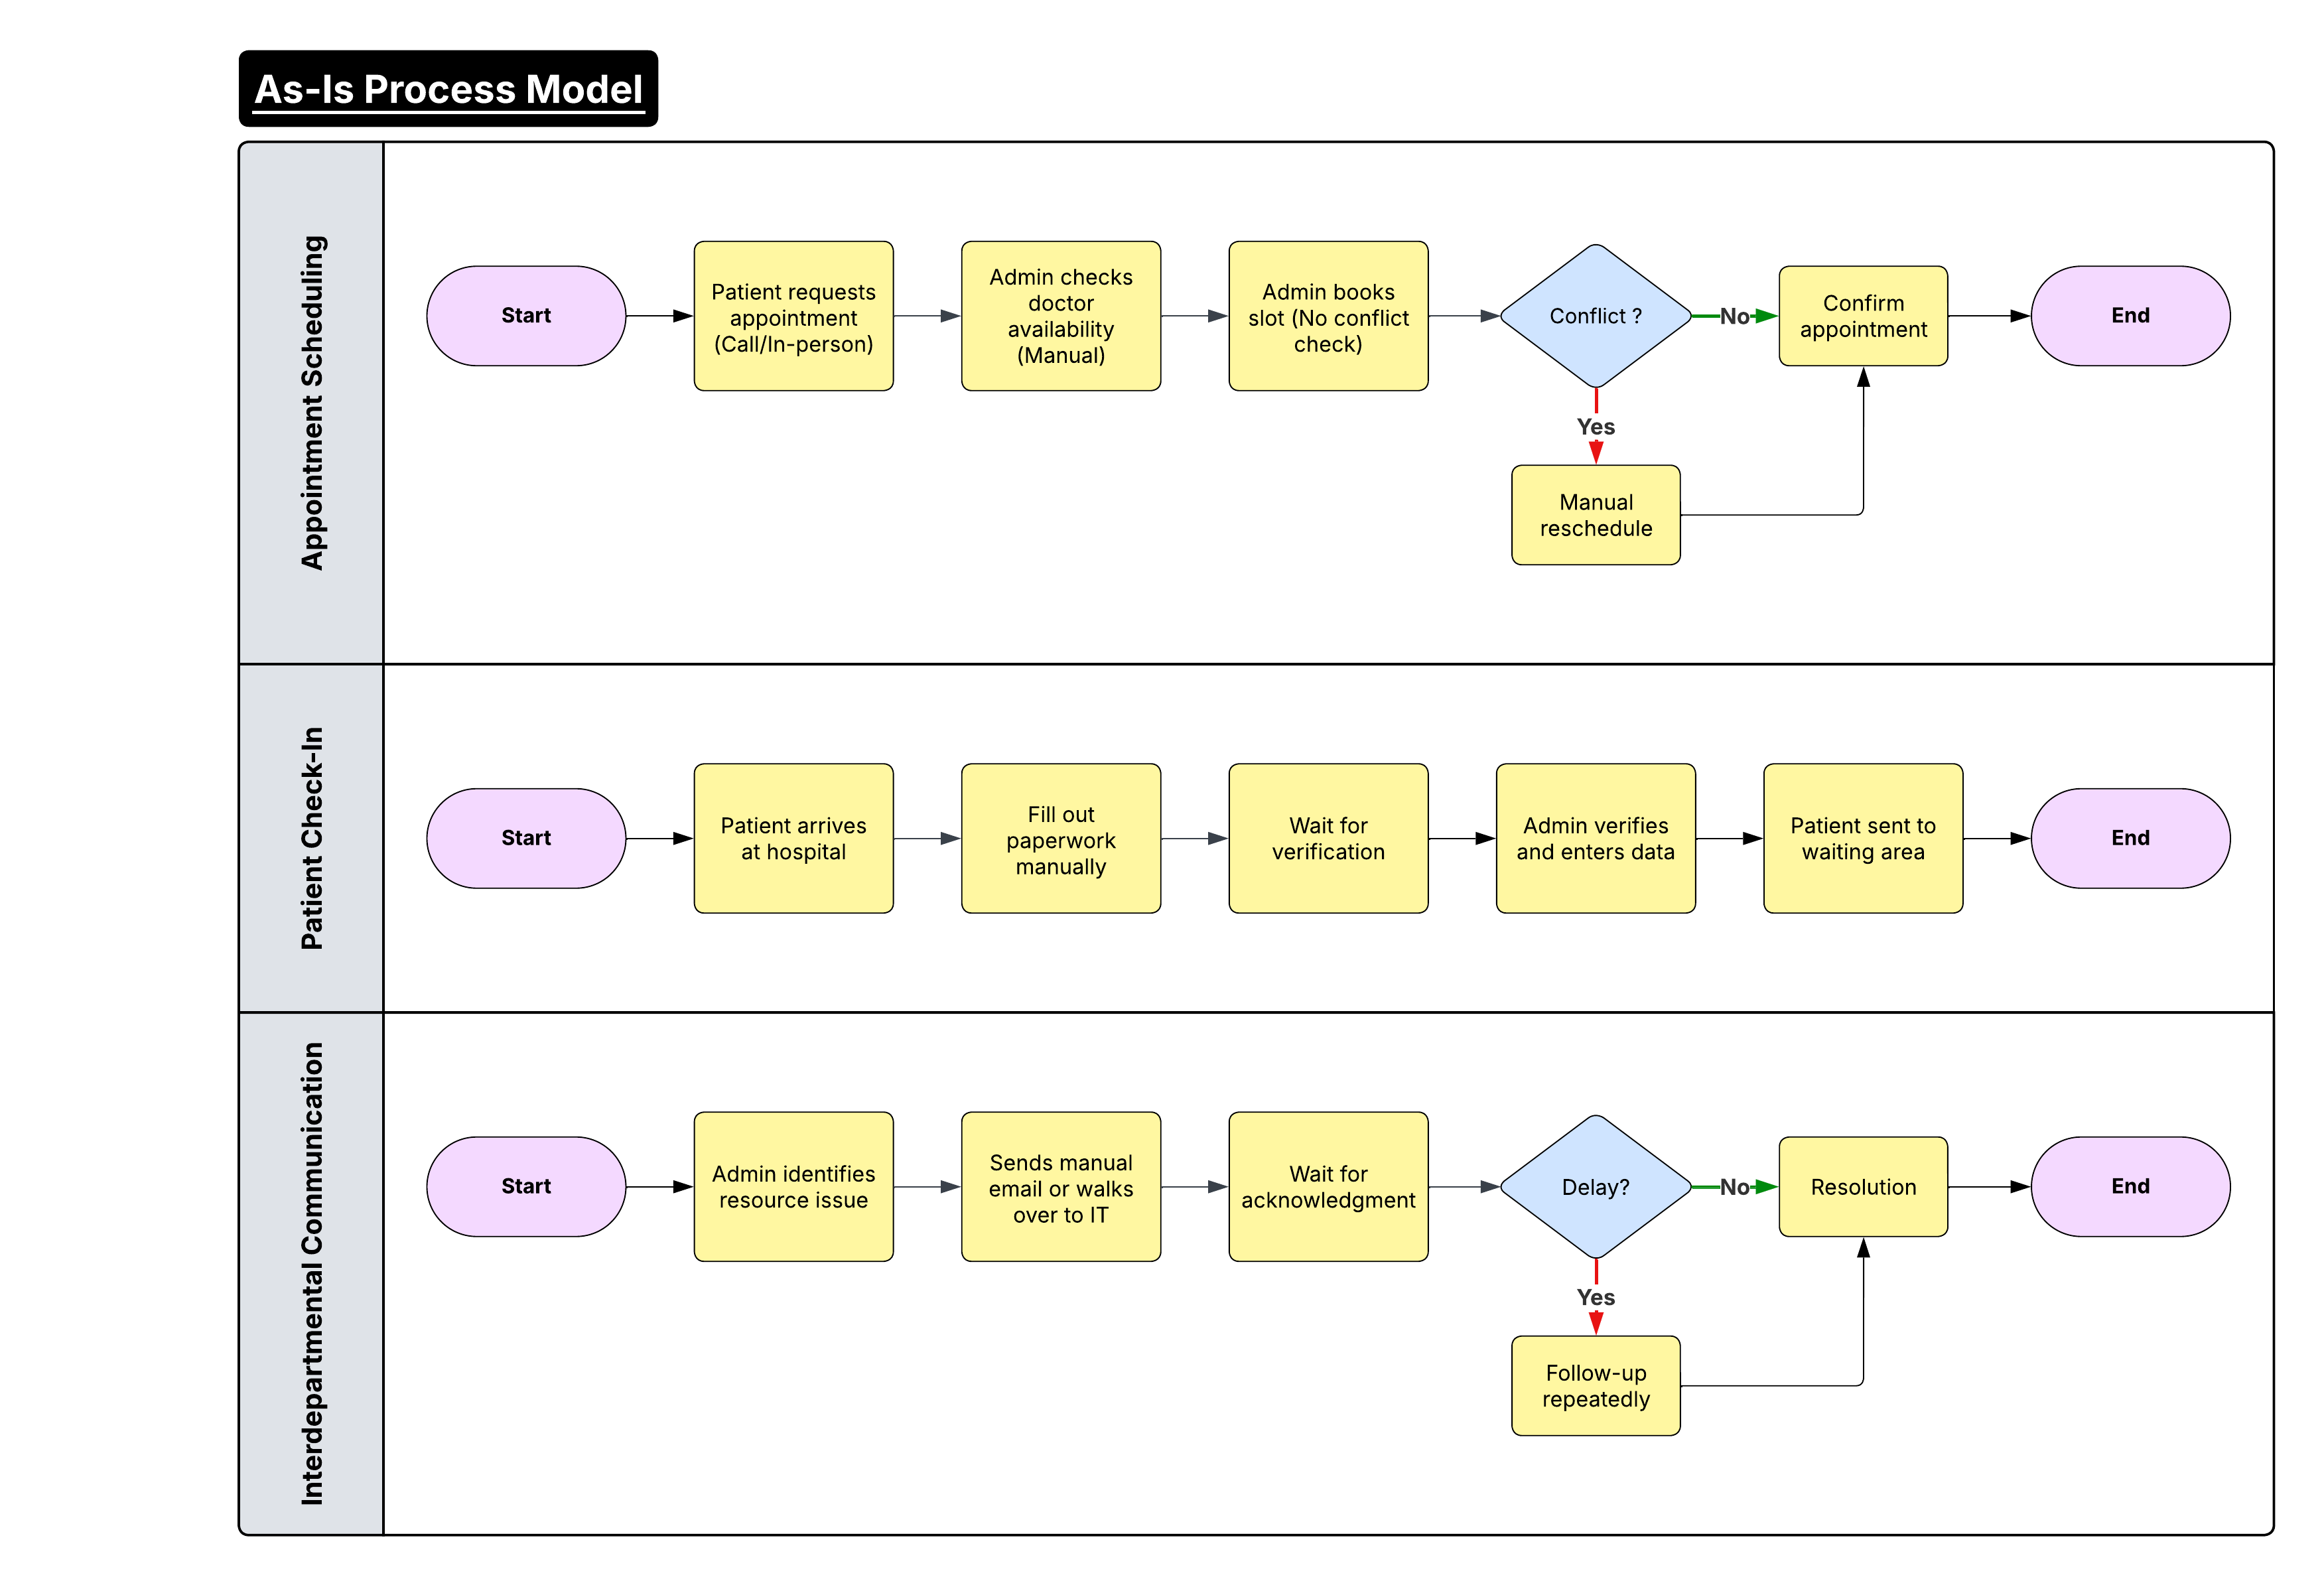 As-Is Process Model
Appointment Scheduling
Start
Patient requests
appointment
(Call/In-person)
Admin checks
doctor
availability
(Manual)
Admin books
slot (No conflict
check)
Conflict ?
No
Confirm
appointment
End
Yes
Manual
reschedule
Patient Check-In
Start
Patient arrives
at hospital
Fill out
paperwork
manually
Wait for
verification
Admin verifies
and enters data
Patient sent to
waiting area
End
Interdepartmental Communication
Start
Admin identifies
resource issue
Sends manual
email or walks
over to IT
Wait for
acknowledgment
Delay?
No
Resolution
End
Yes
Follow-up
repeatedly